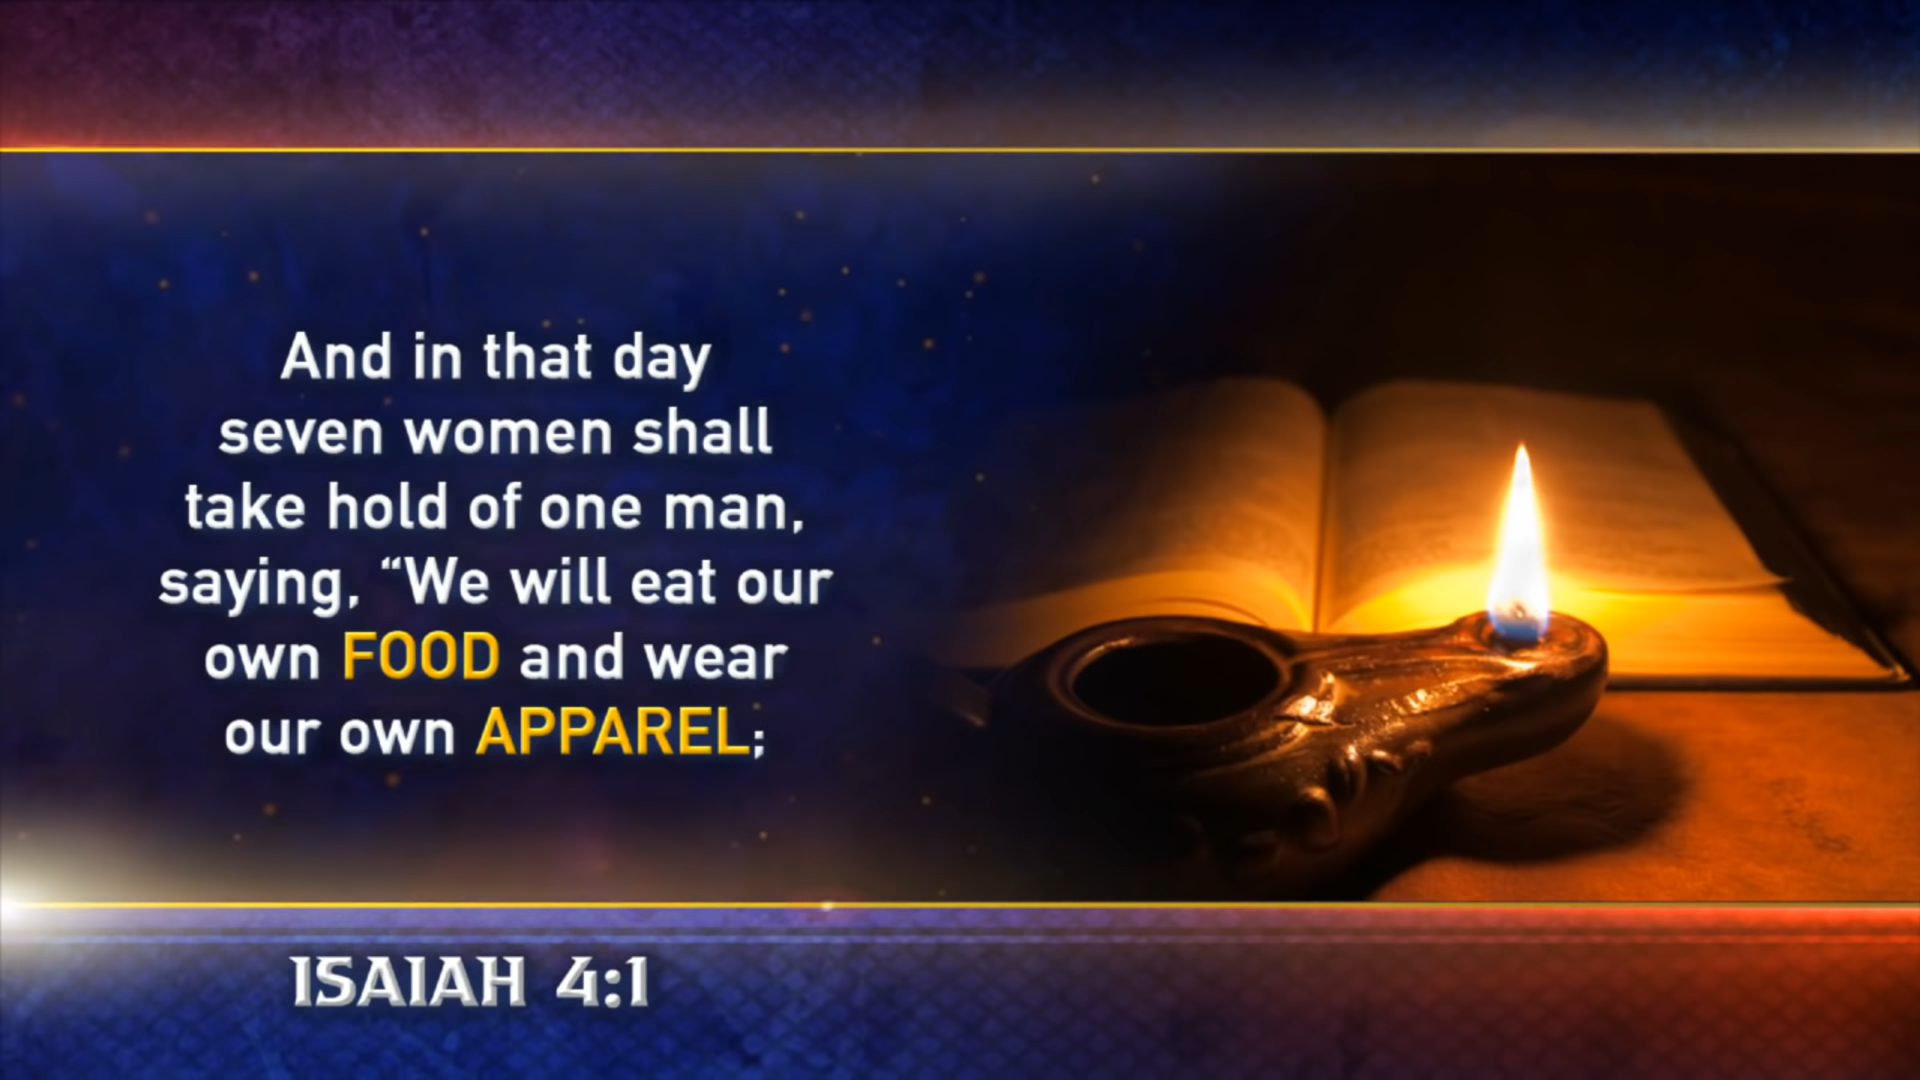 And in that day
seven women shall
take hold of one man,
saying, “We will eat our
own FOOD and wear
our own APPAREL;
ISAIAH 4:1